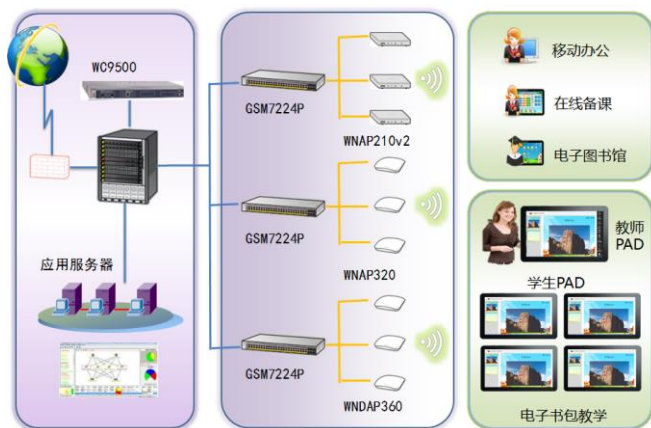 WC9500
应用服务器
GSM7224P
WNAP210v2
GSM7224P
WNAP320
GSM7224P
WNDAP360
移动办公
在线备课
电子图书馆
教师
PAD
学生PAD
电子书包教学